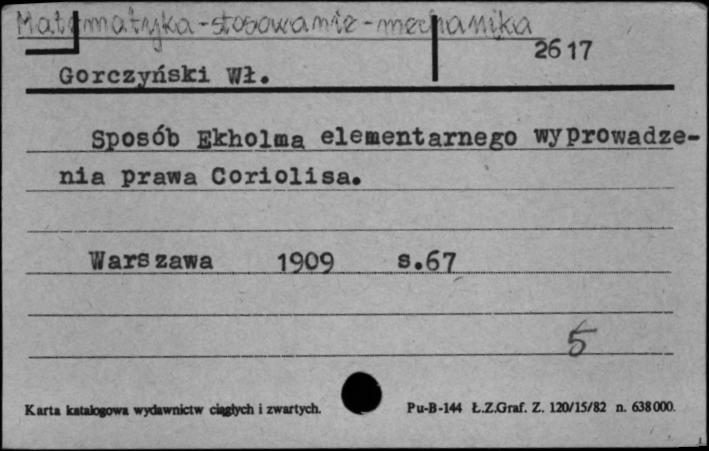 Matematyka-stosowanie-mechanika
2617
Gorczyński Wł.
Sposób Ekholma elementarnego wyprowadze-
nia prawa Coriolisa.
Warszawa 1909 s.67
5
Karta katalogowa wydawnictw ciągłych i zwartych. Pu-B-144 Ł.Z.Graf. Z. 120/15/82 n. 638000.